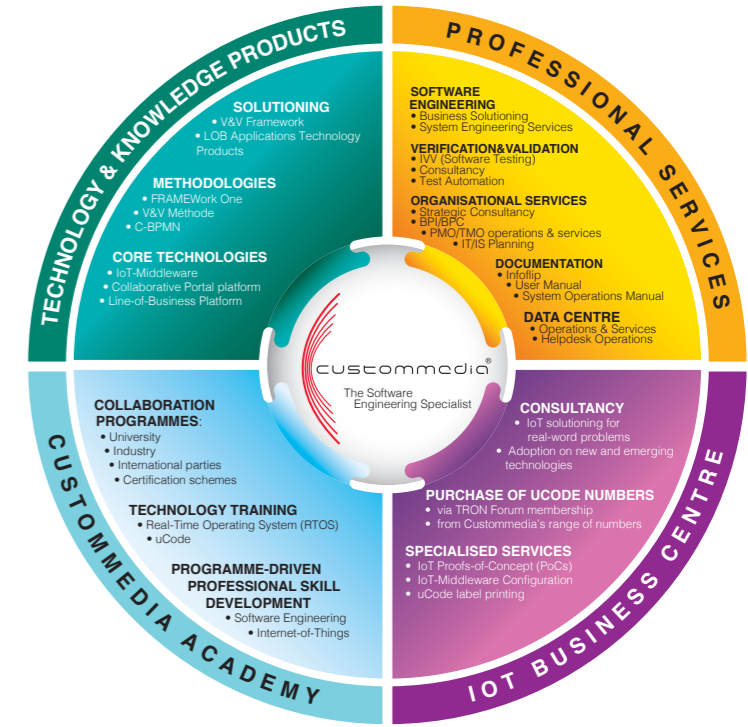 TECHNOLOGY & KNOWLEDGE PRODUCTS
SOLUTIONING
• V&V Framework
• LOB Applications Technology
Products
METHODOLOGIES
• FRAMEWork One
• V&V Méthode
• C-BPMN
CORE TECHNOLOGIES
• IoT-Middleware
• Collaborative Portal platform
• Line-of-Business Platform
PROFESSIONAL SERVICES
SOFTWARE
ENGINEERING
• Business Solutioning
• System Engineering Services
VERIFICATION&VALIDATION
• IVV (Software Testing)
• Consultancy
• Test Automation
ORGANISATIONAL SERVICES
• Strategic Consultancy
• BPI/BPC
• PMO/TMO operations & services
• IT/IS Planning
DOCUMENTATION
• Infoflip
• User Manual
• System Operations Manual
DATA CENTRE
• Operations & Services
• Helpdesk Operations
custommedia®
The Software
Engineering Specialist
CUSTOMMEDIA ACADEMY
COLLABORATION
PROGRAMMES:
• University
• Industry
• International parties
• Certification schemes
TECHNOLOGY TRAINING
• Real-Time Operating System (RTOS)
• uCode
PROGRAMME-DRIVEN
PROFESSIONAL SKILL
DEVELOPMENT
• Software Engineering
• Internet-of-Things
IOT BUSINESS CENTRE
CONSULTANCY
• IoT solutioning for
real-word problems
• Adoption on new and emerging
technologies
PURCHASE OF UCODE NUMBERS
• via TRON Forum membership
• from Custommedia's range of numbers
SPECIALISED SERVICES
• IoT Proofs-of-Concept (PoCs)
• IoT-Middleware Configuration
• uCode label printing